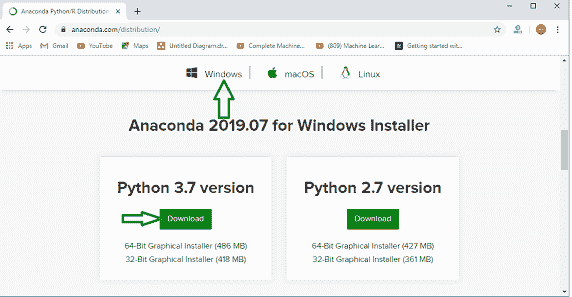 Anaconda Python/R Distribution
anaconda.com/distribution/
Apps Gmail YouTube Maps Untitled Diagram.dr... Complete Machine... (809) Machine Lear... Getting started wit...
Windows macOS Linux
Anaconda 2019.07 for Windows Installer
Python 3.7 version Python 2.7 version
Download Download
64-Bit Graphical Installer (486 MB) 64-Bit Graphical Installer (427 MB)
32-Bit Graphical Installer (418 MB) 32-Bit Graphical Installer (361 MB)